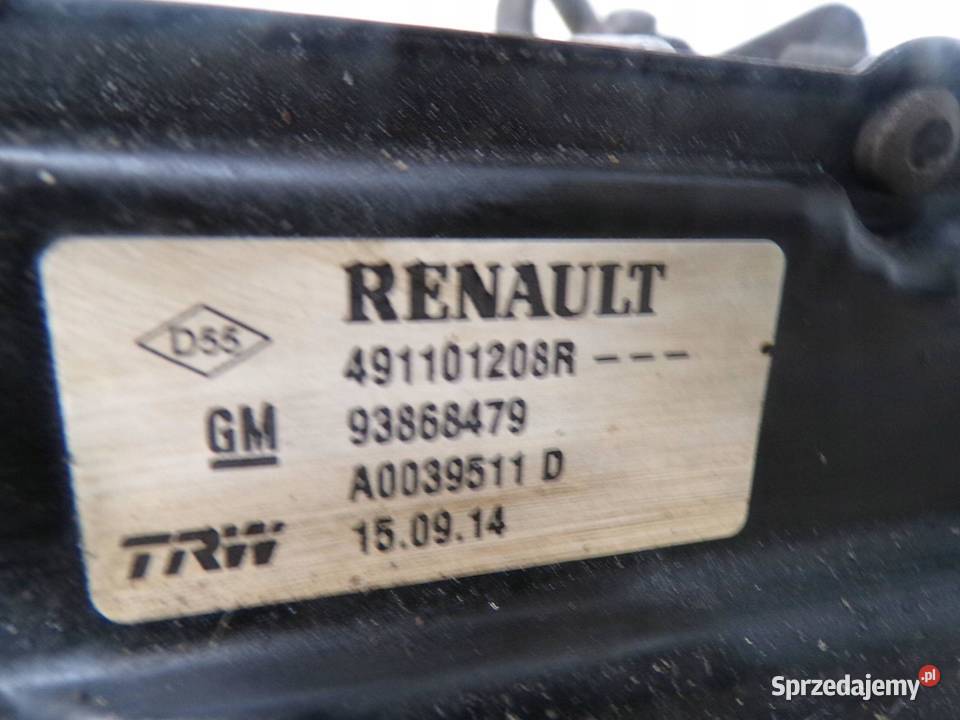 RENAULT
D55
491101208R ---
GM
93868479
A0039511 D
TRW
15.09.14
Sprzedajemy.pl